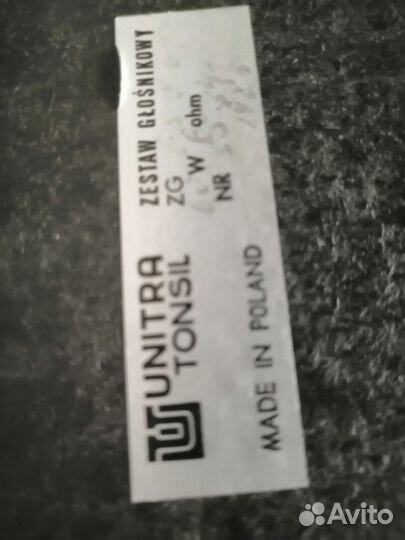 UNITRA
TONSIL
MADE IN POLAND
ZESTAW GŁOŚNIKOWY
ZG
W ohm
NR
Avito